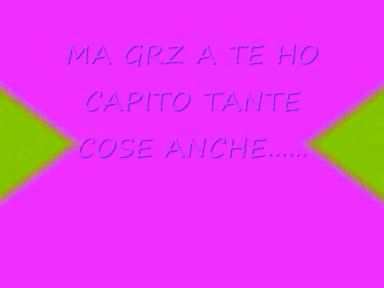 MA GRZ A TE HO
CAPITO TANTE
COSE ANCHE......